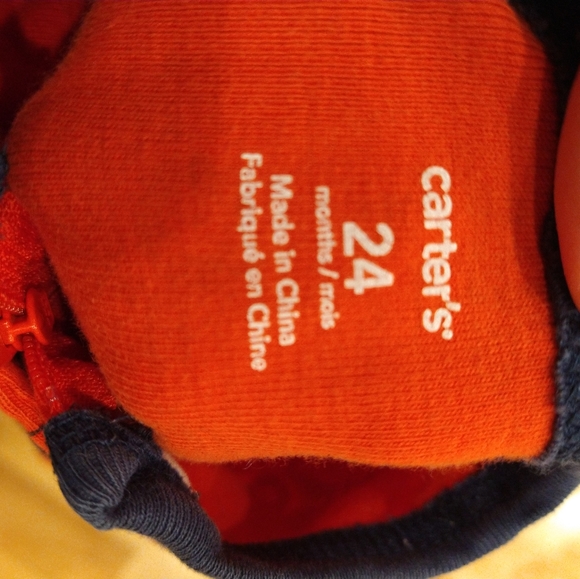 carter's
24
months / mois
Made in China
Fabriqué en Chine